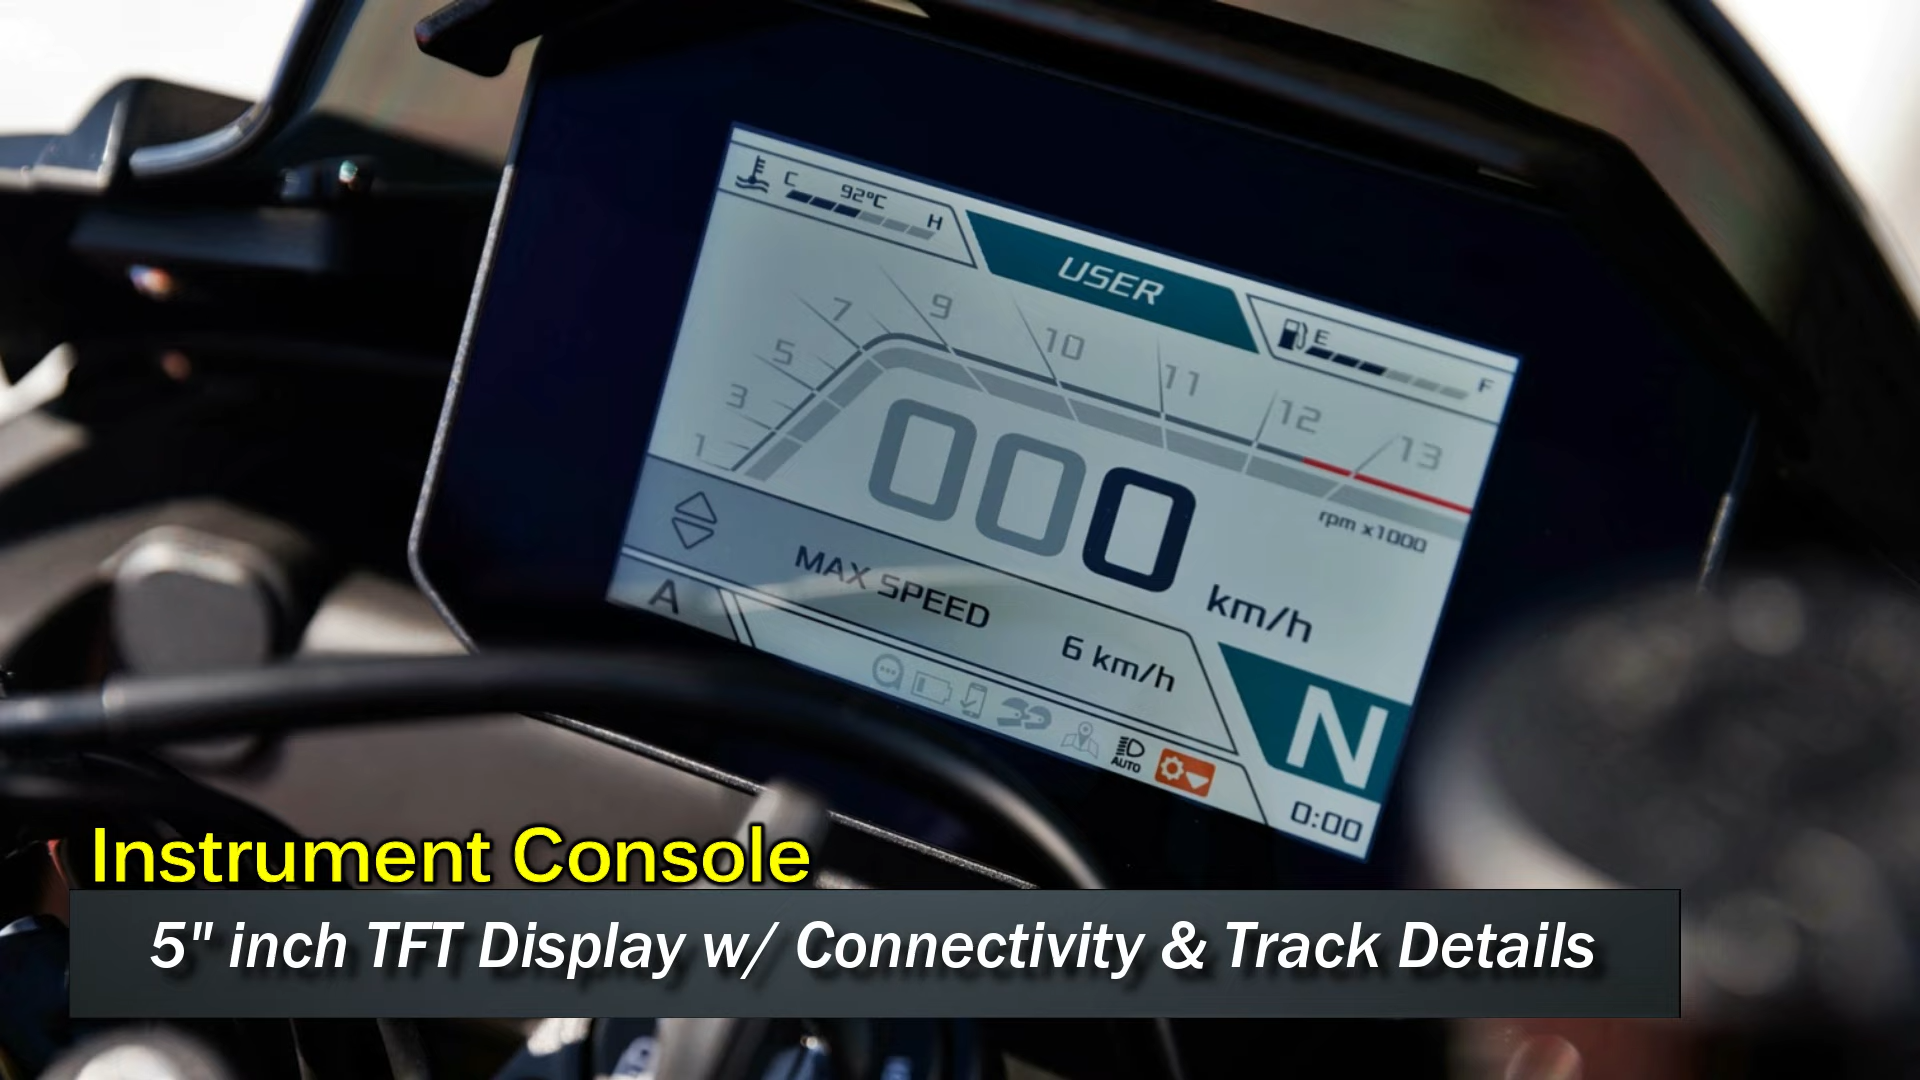 C 92°C H
USER
E F
1 3 5 7 9 10 11 12 13
rpm x1000
000 km/h
MAX SPEED
6 km/h
A
N
AUTO
0:00
Instrument Console
5" inch TFT Display w/ Connectivity & Track Details